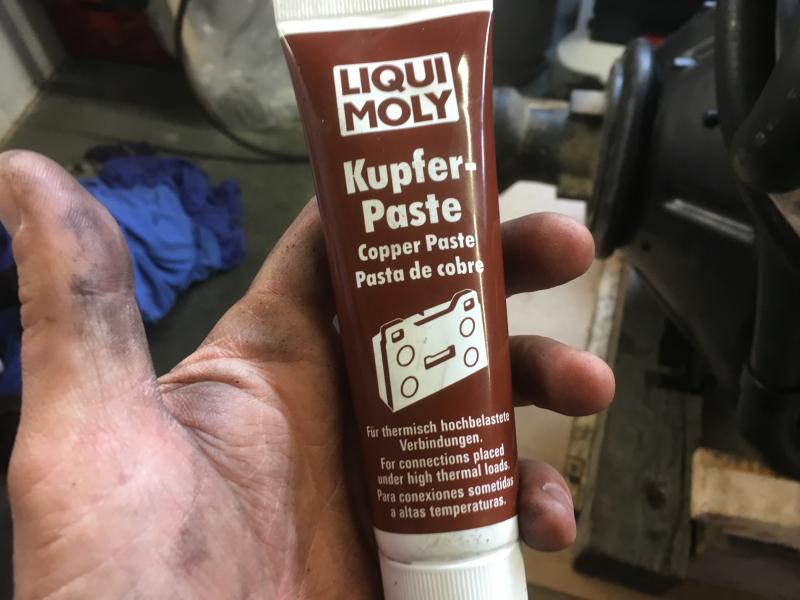 LIQUI
MOLY
Kupfer-
Paste
Copper Paste
Pasta de cobre
Für thermisch hochbelastete
Verbindungen.
For connections placed
under high thermal loads.
Para conexiones sometidas
a altas temperaturas.